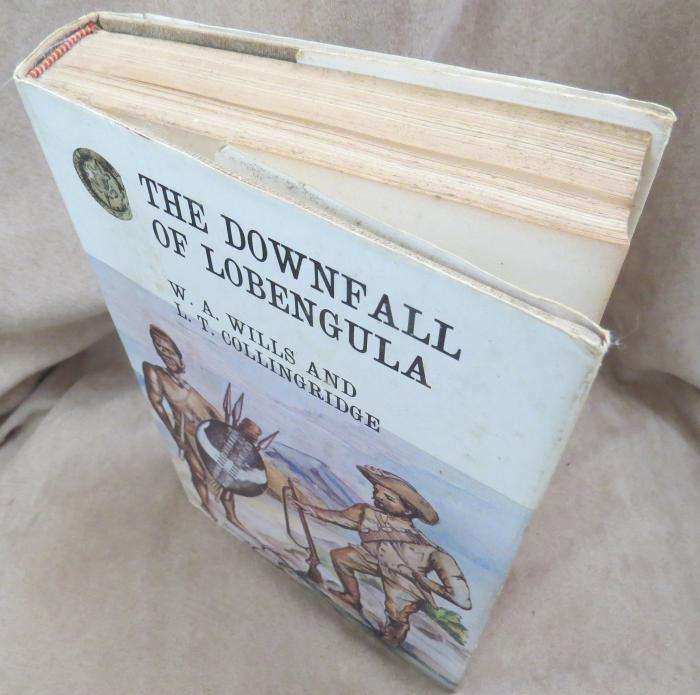 THE DOWNFALL
OF LOBENGULA
W. A. WILLS AND
L. T. COLLINGRIDGE